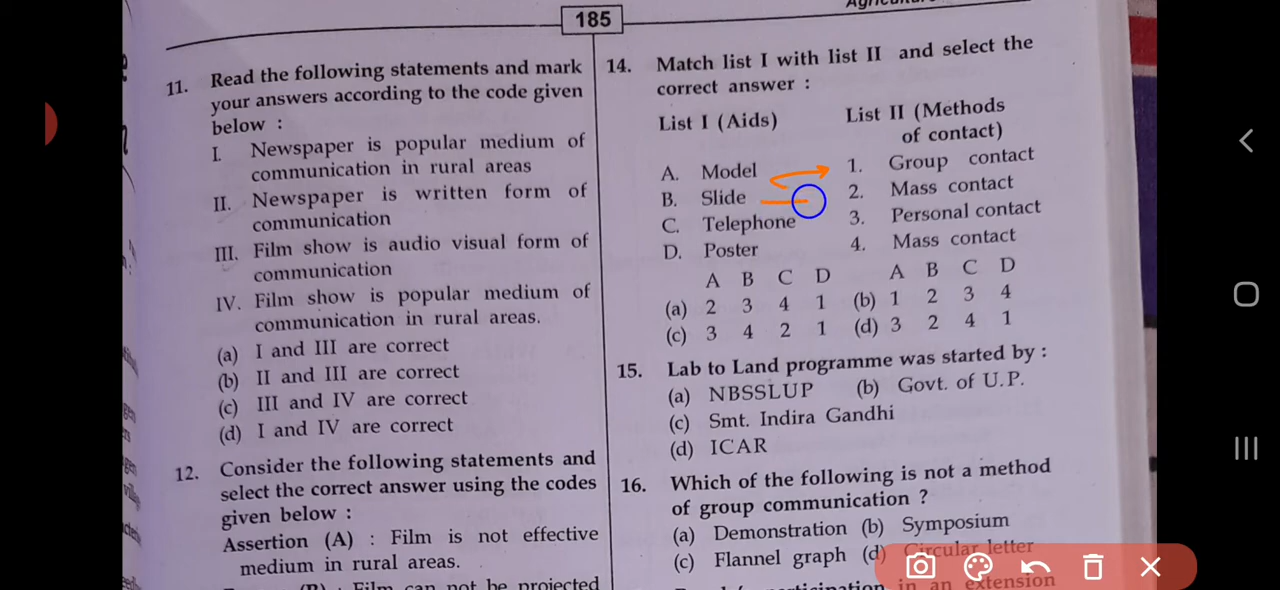 185
11. Read the following statements and mark
your answers according to the code given
below :
I. Newspaper is popular medium of
communication in rural areas
II. Newspaper is written form of
communication
III. Film show is audio visual form of
communication
IV. Film show is popular medium of
communication in rural areas.
(a) I and III are correct
(b) II and III are correct
(c) III and IV are correct
(d) I and IV are correct
12. Consider the following statements and
select the correct answer using the codes
given below :
Assertion (A) : Film is not effective
medium in rural areas.
Film can not be projected
14. Match list I with list II and select the
correct answer :
List I (Aids) List II (Methods
of contact)
A. Model 1. Group contact
B. Slide 2. Mass contact
C. Telephone 3. Personal contact
D. Poster 4. Mass contact
A B C D A B C D
(a) 2 3 4 1 (b) 1 2 3 4
(c) 3 4 2 1 (d) 3 2 4 1
15. Lab to Land programme was started by :
(a) NBSSLUP (b) Govt. of U.P.
(c) Smt. Indira Gandhi
(d) ICAR
16. Which of the following is not a method
of group communication ?
(a) Demonstration (b) Symposium
(c) Flannel graph (d) Circular letter
in an extension